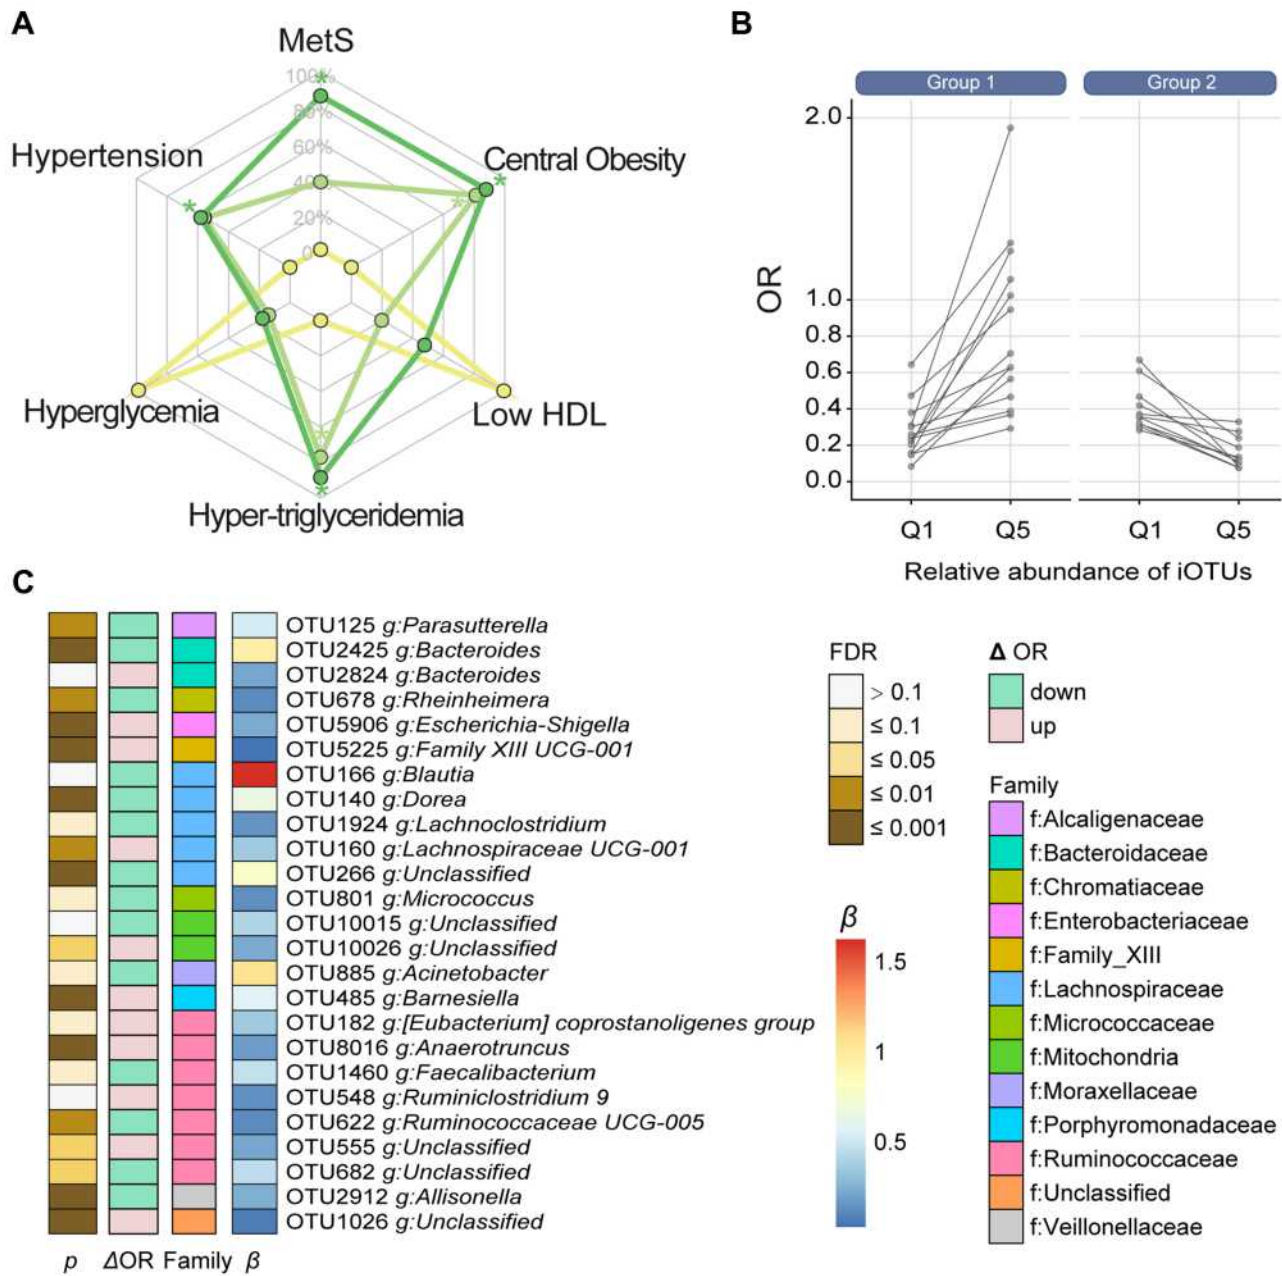 A
MetS
100%
*
80%
Hypertension
60%
Central Obesity
40%
*
*
*
20%
0
Hyperglycemia
Low HDL
*
*
Hyper-triglyceridemia
B
Group 1
Group 2
2.0
1.0
0.8
0.6
0.4
0.2
0.0
OR
Q1
Q5
Q1
Q5
Relative abundance of iOTUs
C
OTU125 g:Parasutterella
OTU2425 g:Bacteroides
OTU2824 g:Bacteroides
OTU678 g:Rheinheimera
OTU5906 g:Escherichia-Shigella
OTU5225 g:Family XIII UCG-001
OTU166 g:Blautia
OTU140 g:Dorea
OTU1924 g:Lachnoclostridium
OTU160 g:Lachnospiraceae UCG-001
OTU266 g:Unclassified
OTU801 g:Micrococcus
OTU10015 g:Unclassified
OTU10026 g:Unclassified
OTU885 g:Acinetobacter
OTU485 g:Barnesiella
OTU182 g:[Eubacterium] coprostanoligenes group
OTU8016 g:Anaerotruncus
OTU1460 g:Faecalibacterium
OTU548 g:Ruminiclostridium 9
OTU622 g:Ruminococcaceae UCG-005
OTU555 g:Unclassified
OTU682 g:Unclassified
OTU2912 g:Allisonella
OTU1026 g:Unclassified
p ΔOR Family β
FDR
> 0.1
≤ 0.1
≤ 0.05
≤ 0.01
≤ 0.001
β
1.5
1
0.5
Δ OR
down
up
Family
f:Alcaligenaceae
f:Bacteroidaceae
f:Chromatiaceae
f:Enterobacteriaceae
f:Family_XIII
f:Lachnospiraceae
f:Micrococcaceae
f:Mitochondria
f:Moraxellaceae
f:Porphyromonadaceae
f:Ruminococcaceae
f:Unclassified
f:Veillonellaceae